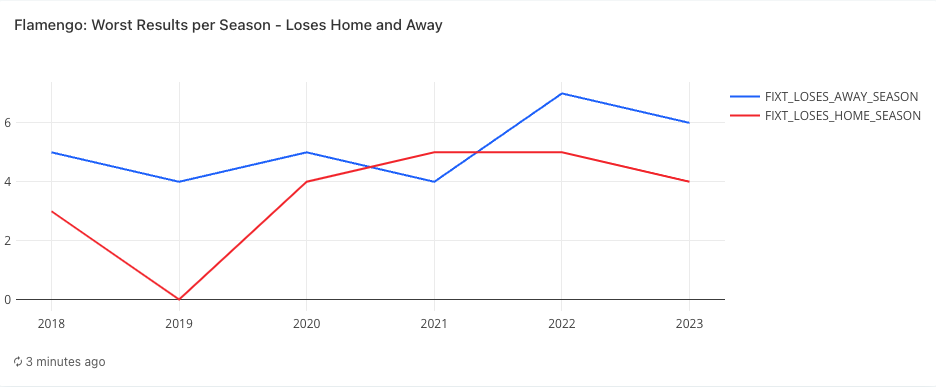 Flamengo: Worst Results per Season - Loses Home and Away
FIXT_LOSES_AWAY_SEASON
FIXT_LOSES_HOME_SEASON
6
4
2
0
2018 2019 2020 2021 2022 2023
3 minutes ago